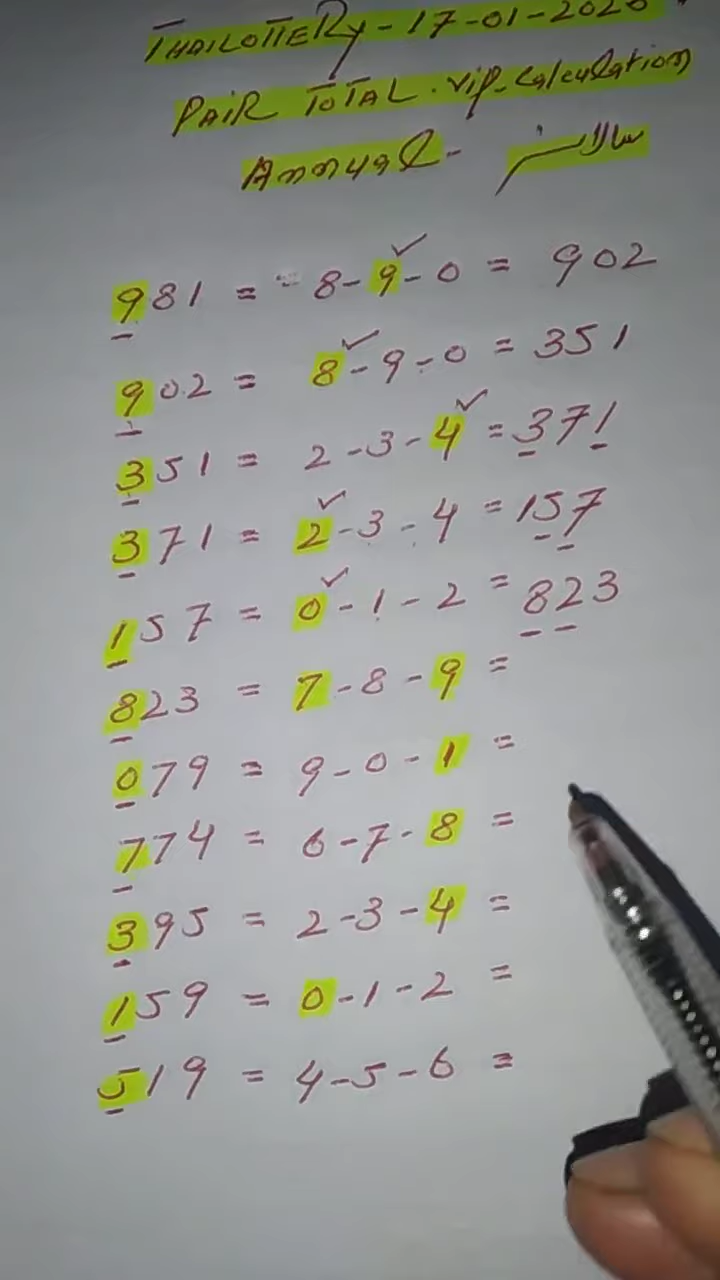 THAILOTTERY - 17-01-2026
PAIR TOTAL. VIP. Calculation
Annual - سالانہ
981 = 8-9-0 = 902
902 = 8-9-0 = 351
351 = 2-3-4 = 371
371 = 2-3-4 = 157
157 = 0-1-2 = 823
823 = 7-8-9 =
079 = 9-0-1 =
774 = 6-7-8 =
395 = 2-3-4 =
159 = 0-1-2 =
519 = 4-5-6 =